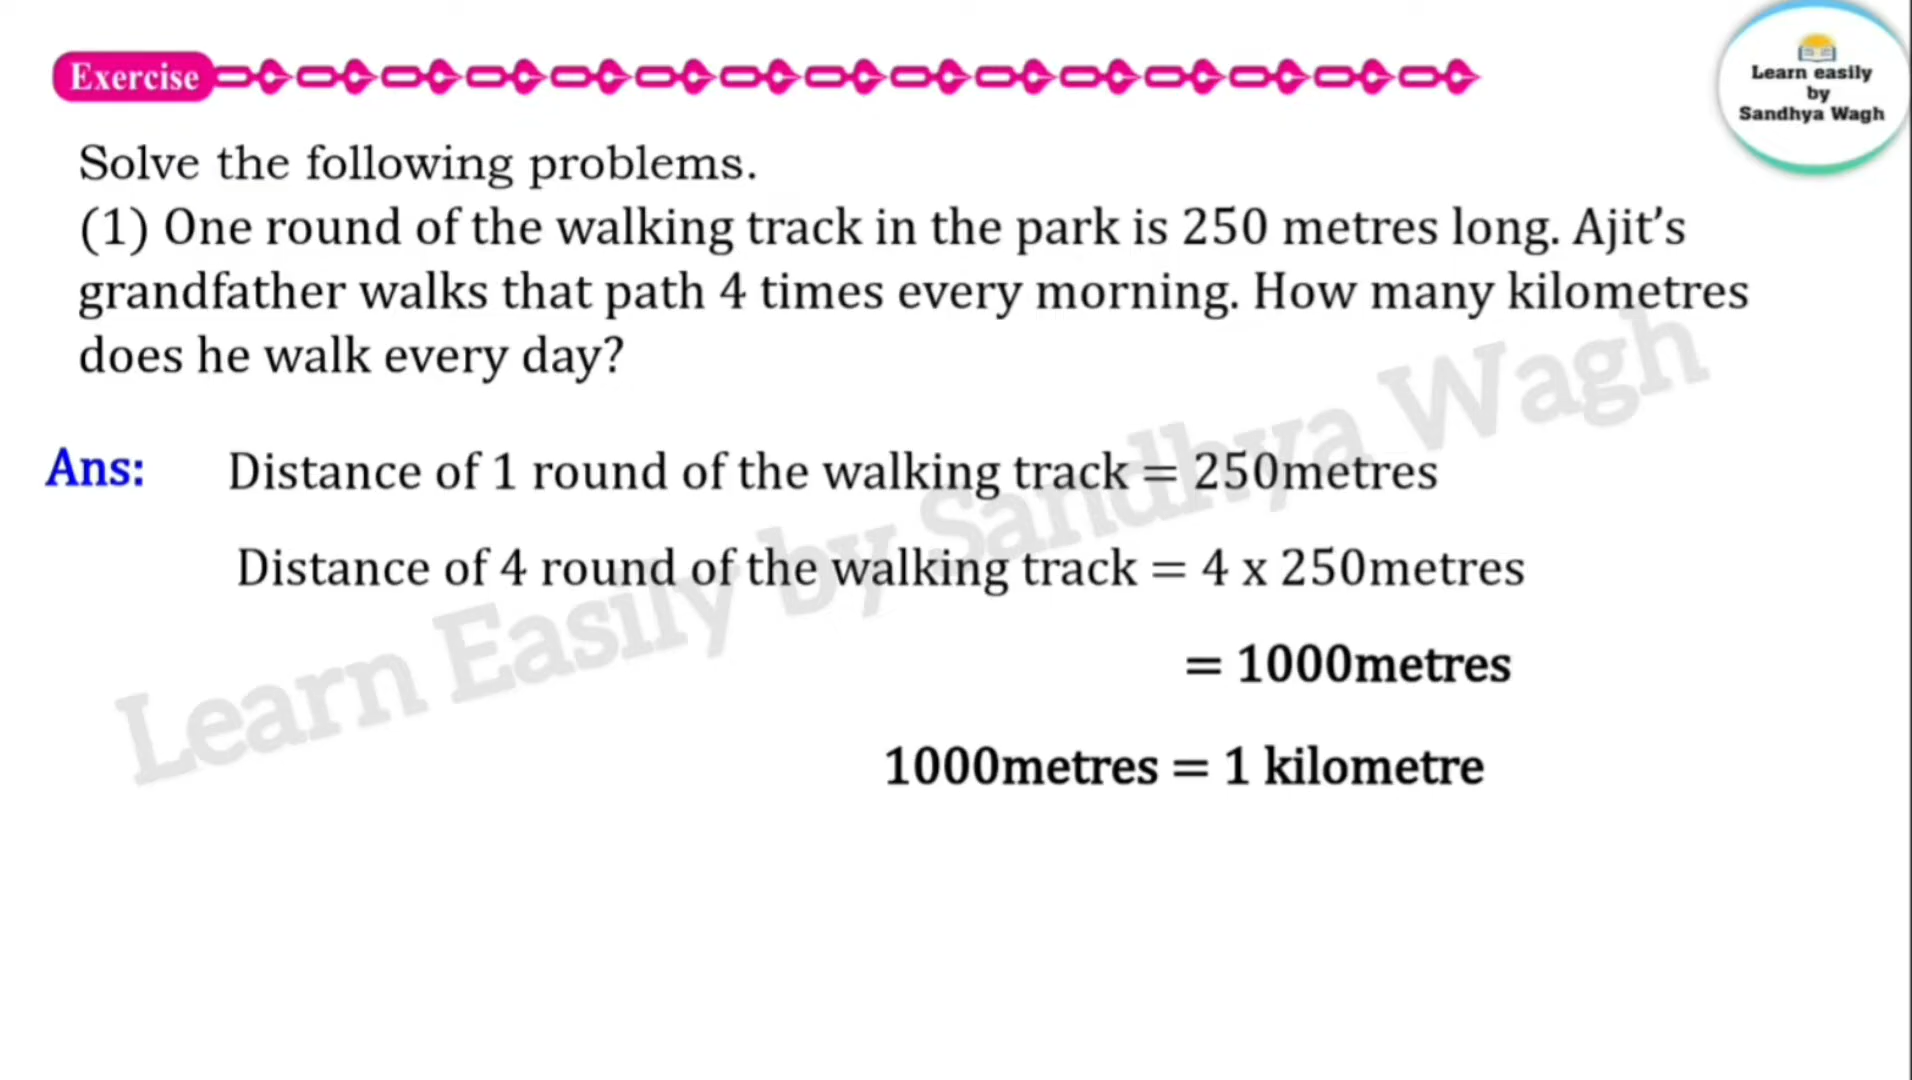 Exercise
Learn easily
by
Sandhya Wagh
Solve the following problems.
(1) One round of the walking track in the park is 250 metres long. Ajit’s
grandfather walks that path 4 times every morning. How many kilometres
does he walk every day?
Ans: Distance of 1 round of the walking track = 250metres
Distance of 4 round of the walking track = 4 x 250metres
= 1000metres
1000metres = 1 kilometre
Learn Easily by Sandhya Wagh